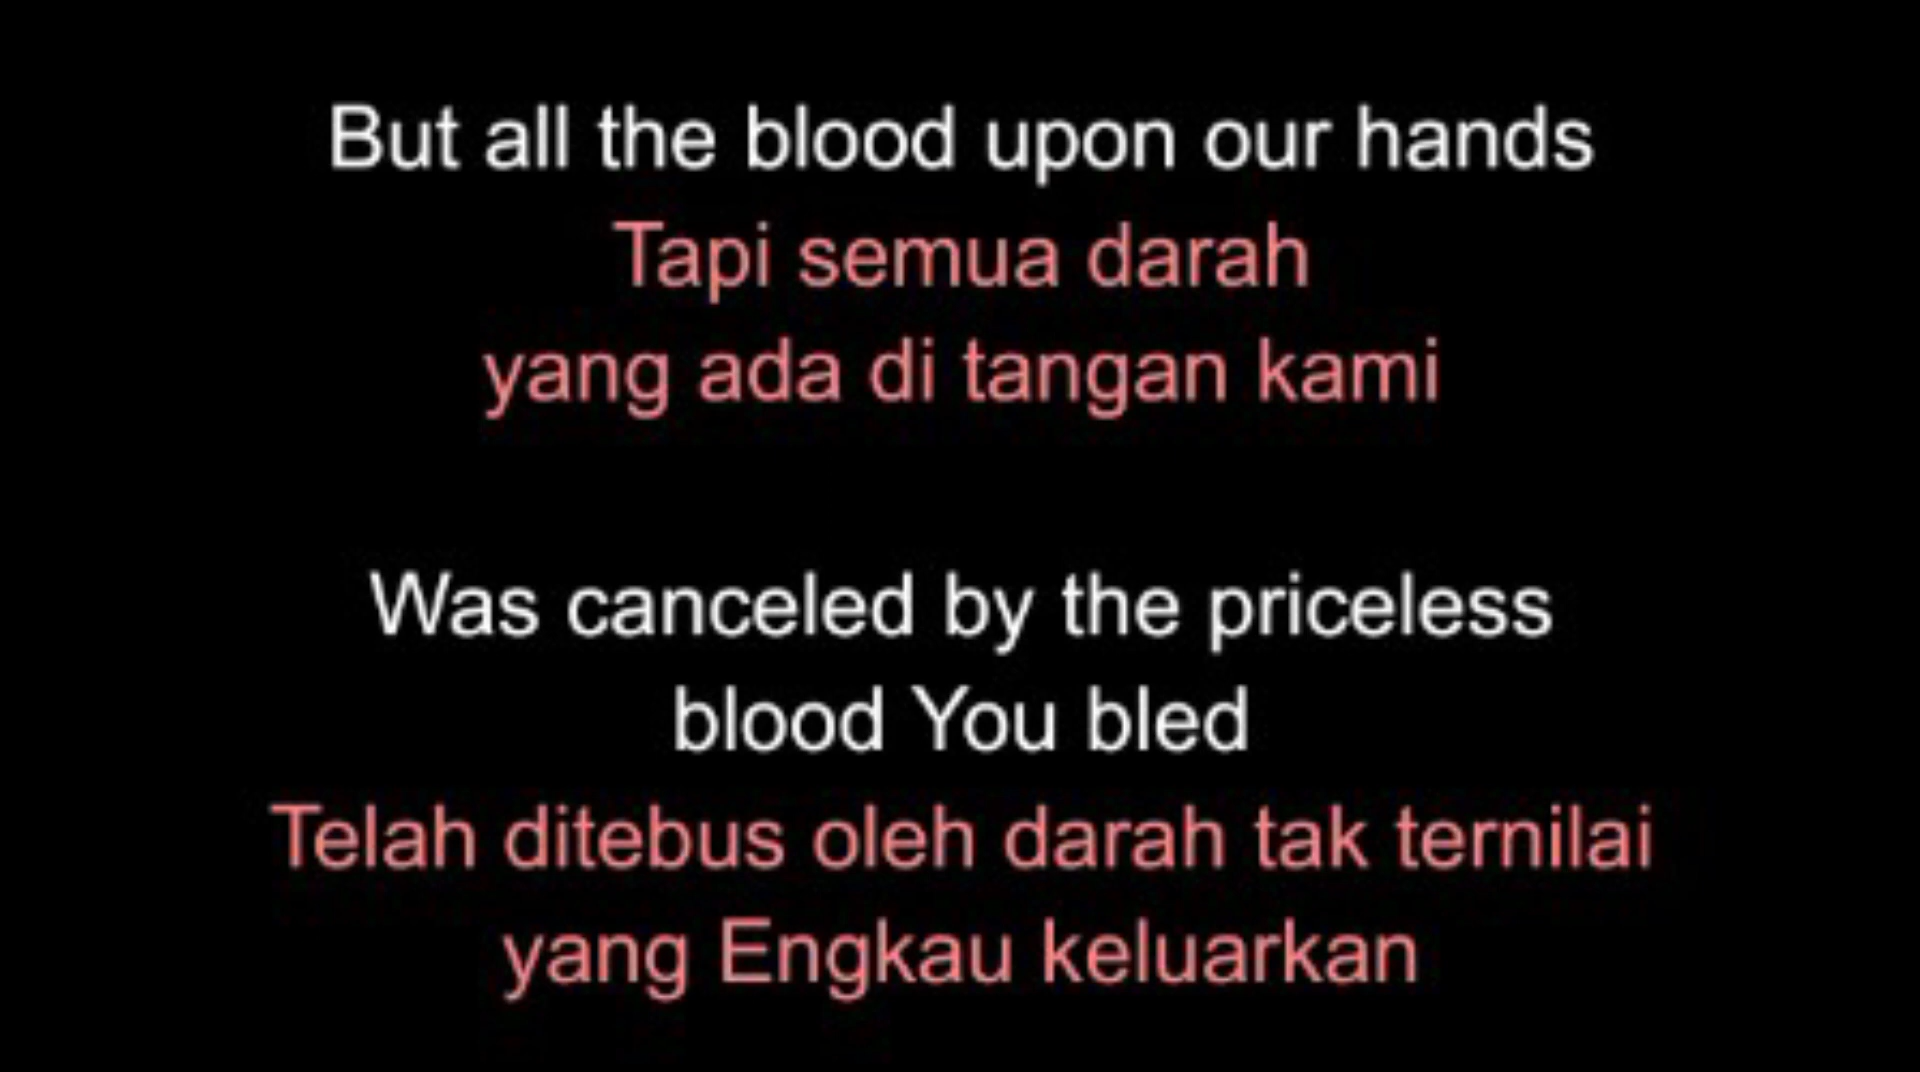 But all the blood upon our hands
Tapi semua darah
yang ada di tangan kami
Was canceled by the priceless
blood You bled
Telah ditebus oleh darah tak ternilai
yang Engkau keluarkan